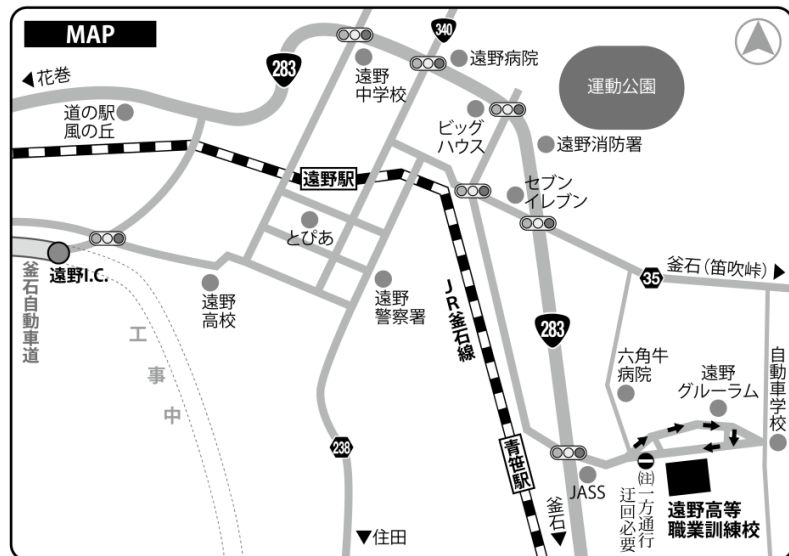 MAP
340
283
◀花巻
遠野
中学校
遠野病院
運動公園
道の駅
風の丘
ビッグ
ハウス
遠野消防署
遠野駅
セブン
イレブン
とぴあ
遠野I.C.
釜石自動車道
遠野
高校
遠野
警察署
JR釜石線
35
釜石(笛吹峠)▶
工事中
283
六角牛
病院
遠野
グルーラム
自動車学校
238
青笹駅
JASS
(注)一方通行
迂回必要
遠野高等
職業訓練校
▼住田
釜石▼